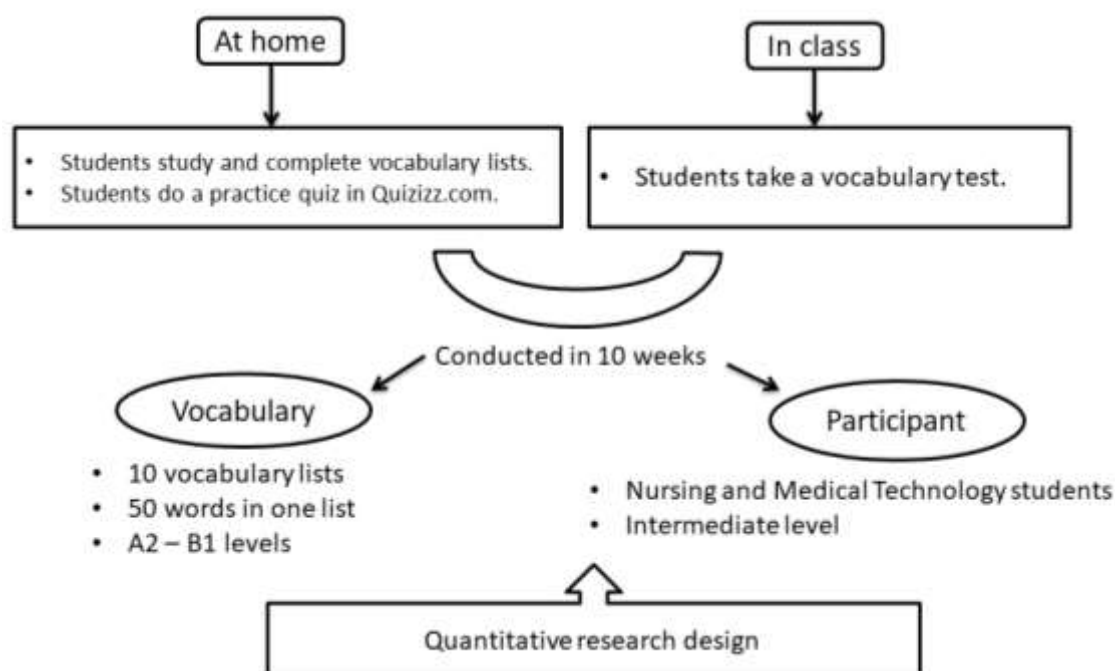 At home
In class
• Students study and complete vocabulary lists.
• Students do a practice quiz in Quizizz.com.
• Students take a vocabulary test.
Conducted in 10 weeks
Vocabulary
Participant
• 10 vocabulary lists
• 50 words in one list
• A2 – B1 levels
• Nursing and Medical Technology students
• Intermediate level
Quantitative research design